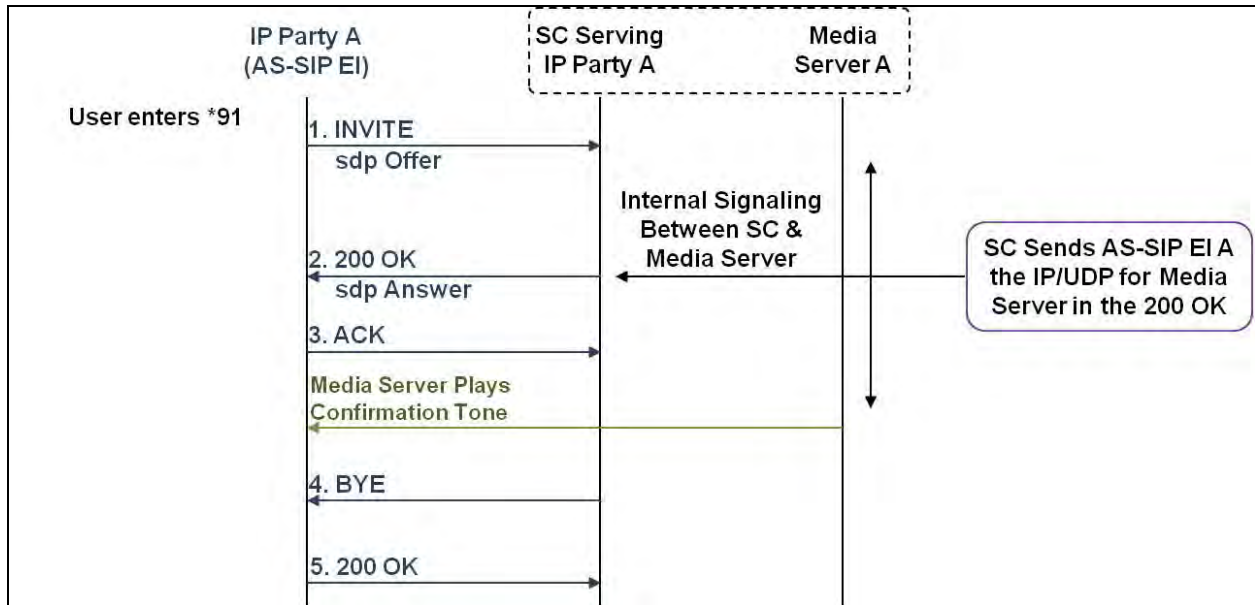 IP Party A
(AS-SIP EI)
SC Serving
IP Party A
Media
Server A
User enters *91
1. INVITE
sdp Offer
Internal Signaling
Between SC &
Media Server
SC Sends AS-SIP EI A
the IP/UDP for Media
Server in the 200 OK
2. 200 OK
sdp Answer
3. ACK
Media Server Plays
Confirmation Tone
4. BYE
5. 200 OK